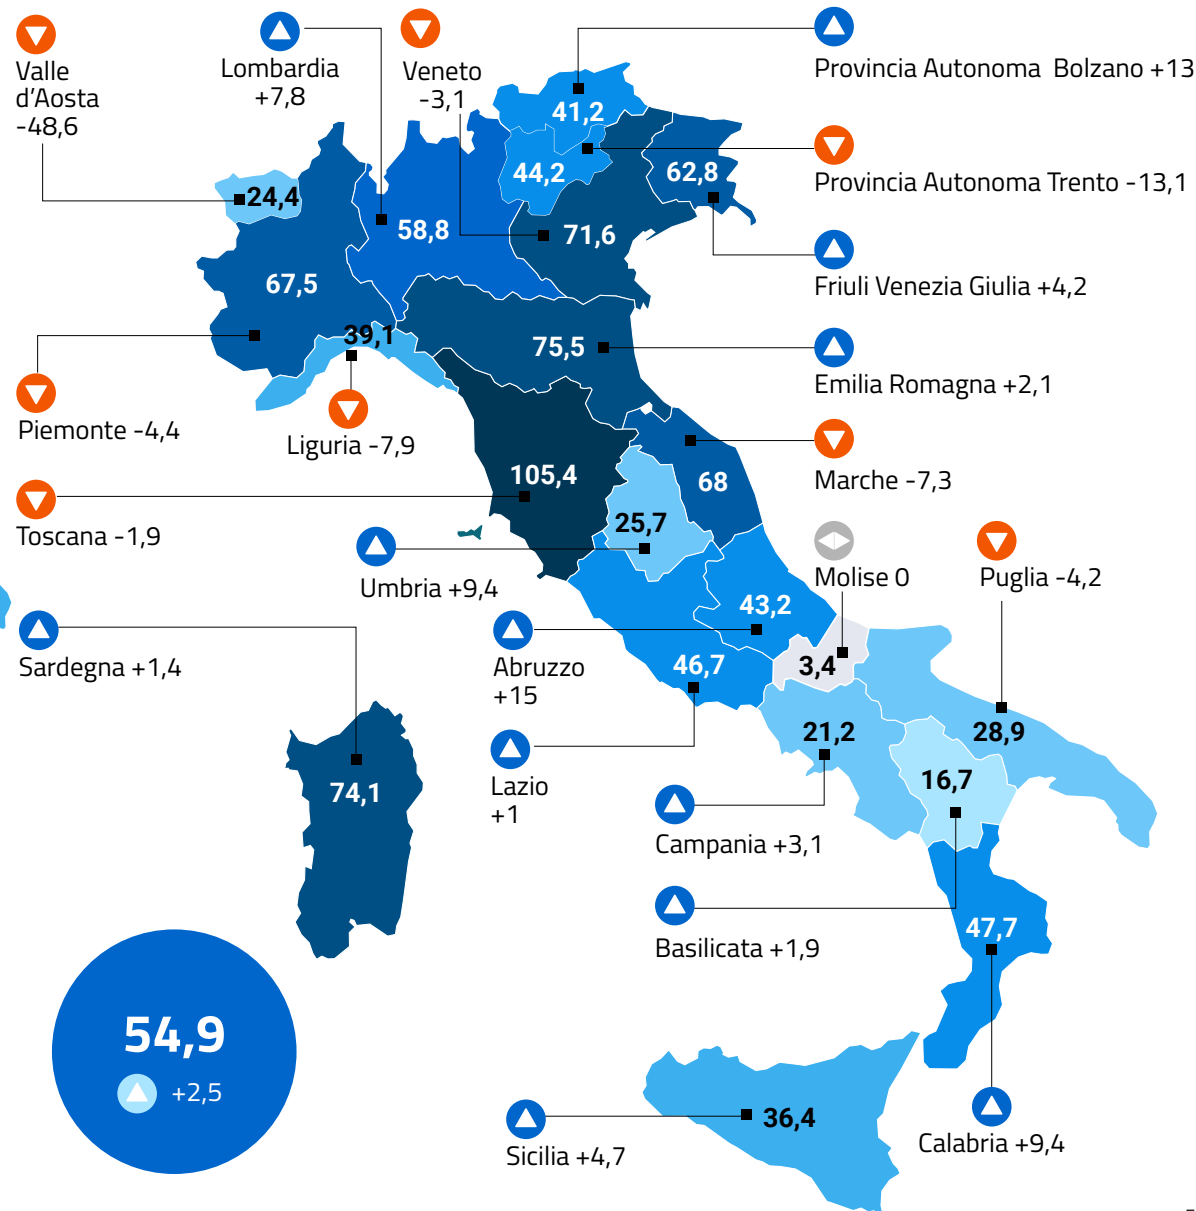 Valle
d'Aosta
-48,6
Lombardia
+7,8
Veneto
-3,1
Provincia Autonoma Bolzano +13
41,2
44,2
Provincia Autonoma Trento -13,1
62,8
24,4
58,8
71,6
67,5
Friuli Venezia Giulia +4,2
39,1
75,5
Emilia Romagna +2,1
Piemonte -4,4
Liguria -7,9
Marche -7,3
105,4
68
Toscana -1,9
25,7
Umbria +9,4
Molise 0
Puglia -4,2
43,2
Sardegna +1,4
Abruzzo
+15
46,7
3,4
21,2
28,9
16,7
74,1
Lazio
+1
Campania +3,1
Basilicata +1,9
47,7
54,9
+2,5
36,4
Sicilia +4,7
Calabria +9,4